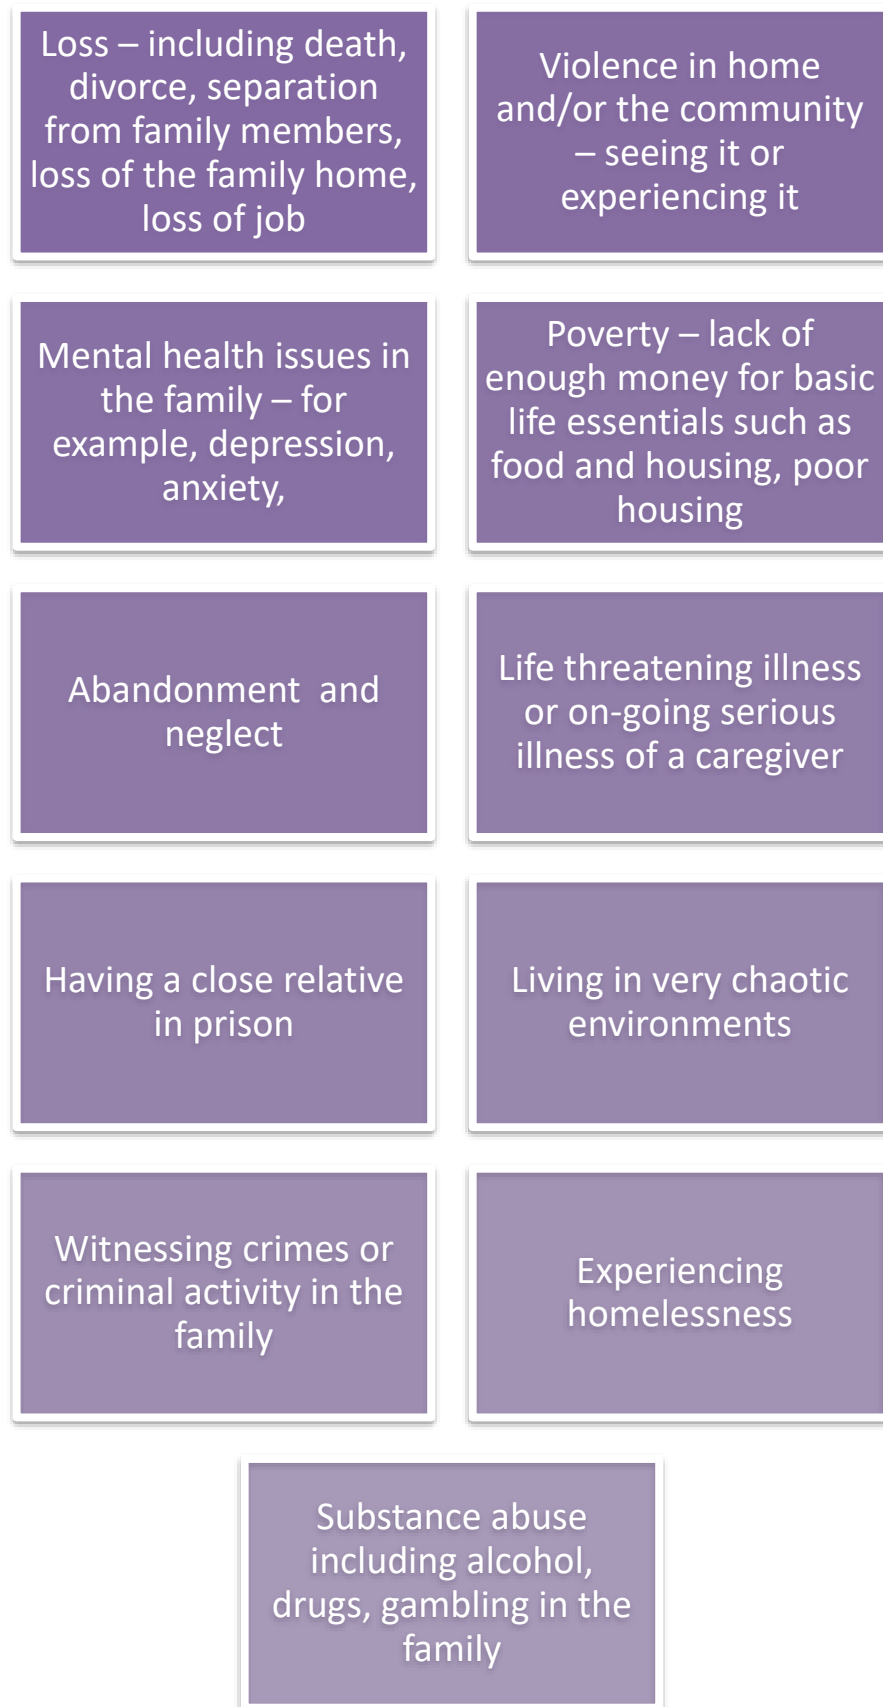 Loss – including death,
divorce, separation
from family members,
loss of the family home,
loss of job
Violence in home
and/or the community
– seeing it or
experiencing it
Mental health issues in
the family – for
example, depression,
anxiety,
Poverty – lack of
enough money for basic
life essentials such as
food and housing, poor
housing
Abandonment  and
neglect
Life threatening illness
or on-going serious
illness of a caregiver
Having a close relative
in prison
Living in very chaotic
environments
Witnessing crimes or
criminal activity in the
family
Experiencing
homelessness
Substance abuse
including alcohol,
drugs, gambling in the
family